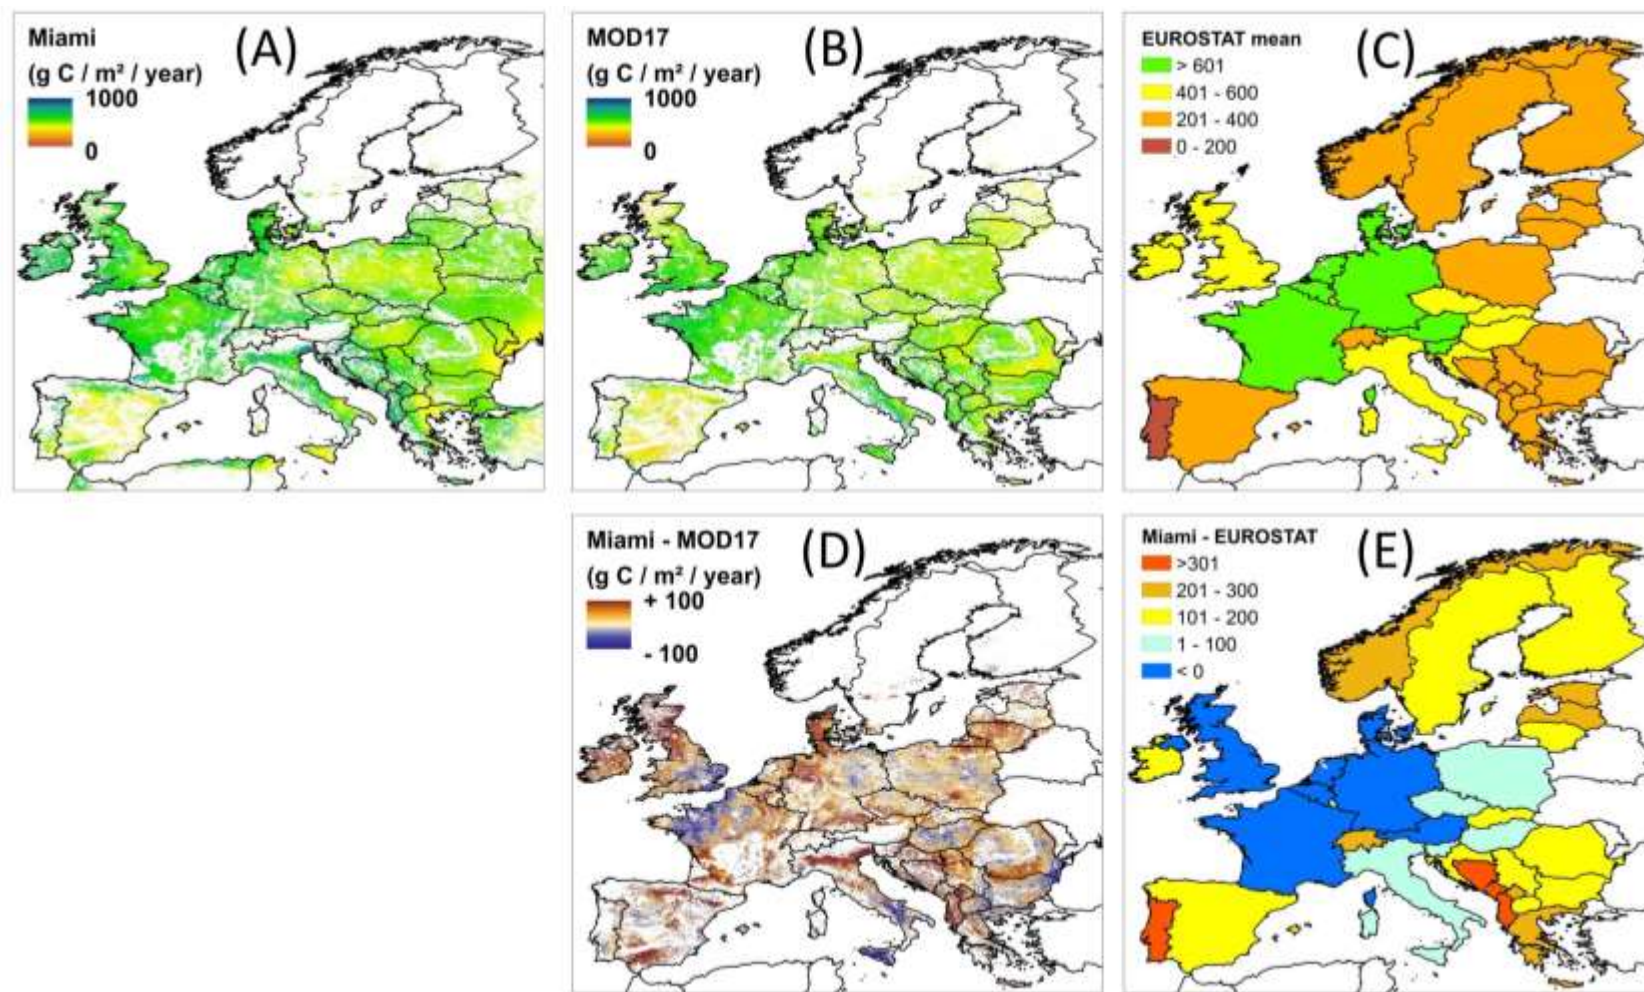 Miami
(g C / m² / year)
1000
0
(A)
MOD17
(g C / m² / year)
1000
0
(B)
EUROSTAT mean
> 601
401 - 600
201 - 400
0 - 200
(C)
Miami - MOD17
(g C / m² / year)
+ 100
- 100
(D)
Miami - EUROSTAT
>301
201 - 300
101 - 200
1 - 100
< 0
(E)